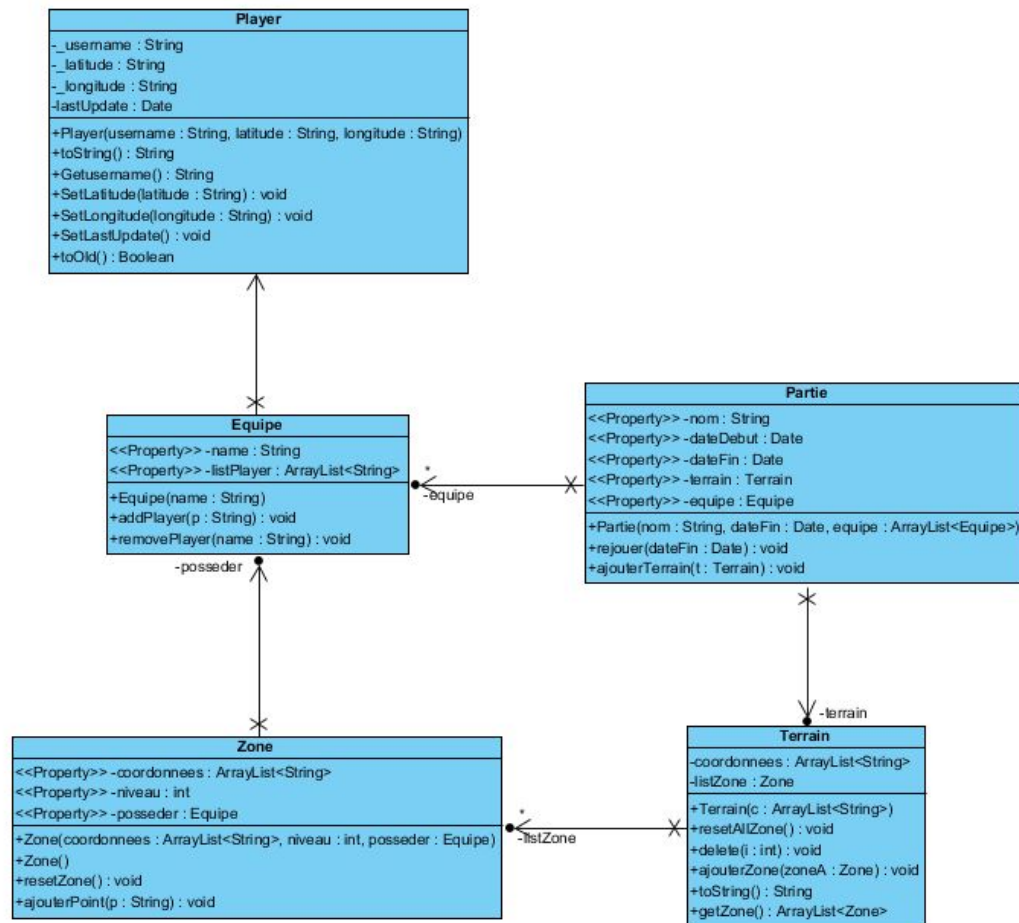 Player
-_username : String
-_latitude : String
-_longitude : String
-lastUpdate : Date
+Player(username : String, latitude : String, longitude : String)
+toString() : String
+Getusername() : String
+SetLatitude(latitude : String) : void
+SetLongitude(longitude : String) : void
+SetLastUpdate() : void
+toOld() : Boolean
Equipe
<<Property>> -name : String
<<Property>> -listPlayer : ArrayList<String>
+Equipe(name : String)
+addPlayer(p : String) : void
+removePlayer(name : String) : void
*
-equipe
-posseder
Partie
<<Property>> -nom : String
<<Property>> -dateDebut : Date
<<Property>> -dateFin : Date
<<Property>> -terrain : Terrain
<<Property>> -equipe : Equipe
+Partie(nom : String, dateFin : Date, equipe : ArrayList<Equipe>)
+rejouer(dateFin : Date) : void
+ajouterTerrain(t : Terrain) : void
-terrain
Zone
<<Property>> -coordonnees : ArrayList<String>
<<Property>> -niveau : int
<<Property>> -posseder : Equipe
+Zone(coordonnees : ArrayList<String>, niveau : int, posseder : Equipe)
+Zone()
+resetZone() : void
+ajouterPoint(p : String) : void
*
-listZone
Terrain
-coordonnees : ArrayList<String>
-listZone : Zone
+Terrain(c : ArrayList<String>)
+resetAllZone() : void
+delete(i : int) : void
+ajouterZone(zoneA : Zone) : void
+toString() : String
+getZone() : ArrayList<Zone>